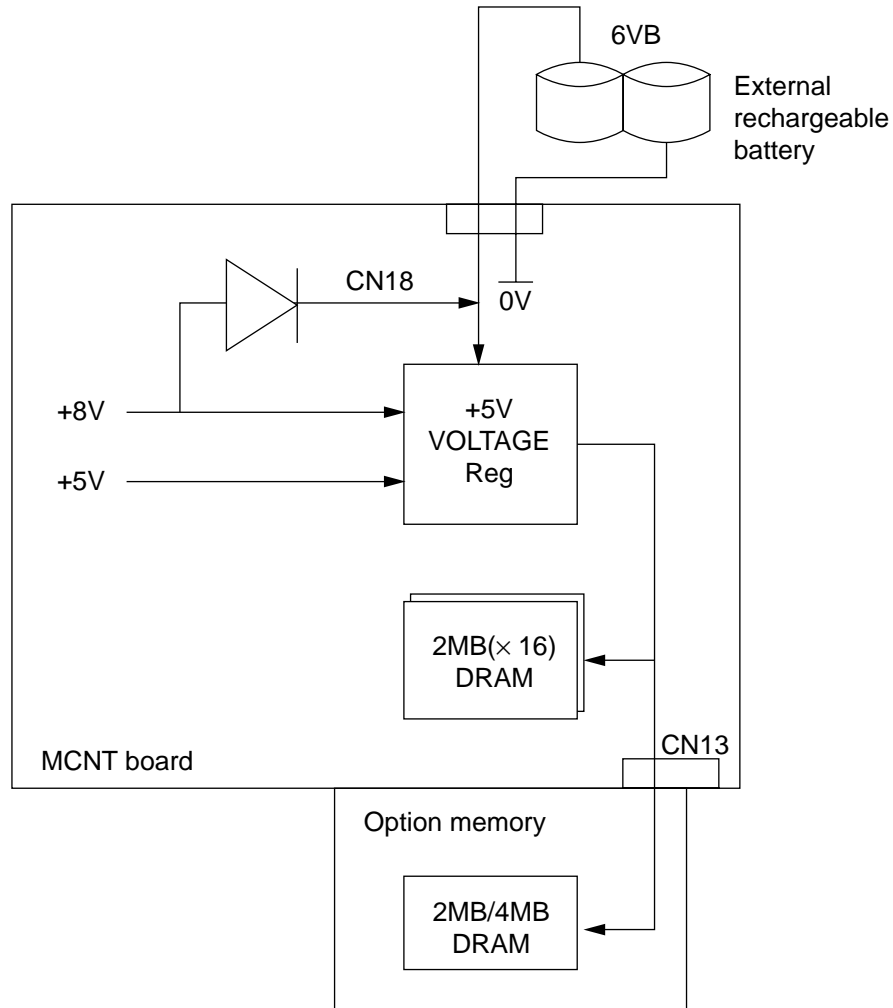 6VB
External
rechargeable
battery
CN18
0V
+8V
+5V
+5V
VOLTAGE
Reg
2MB(× 16)
DRAM
CN13
MCNT board
Option memory
2MB/4MB
DRAM